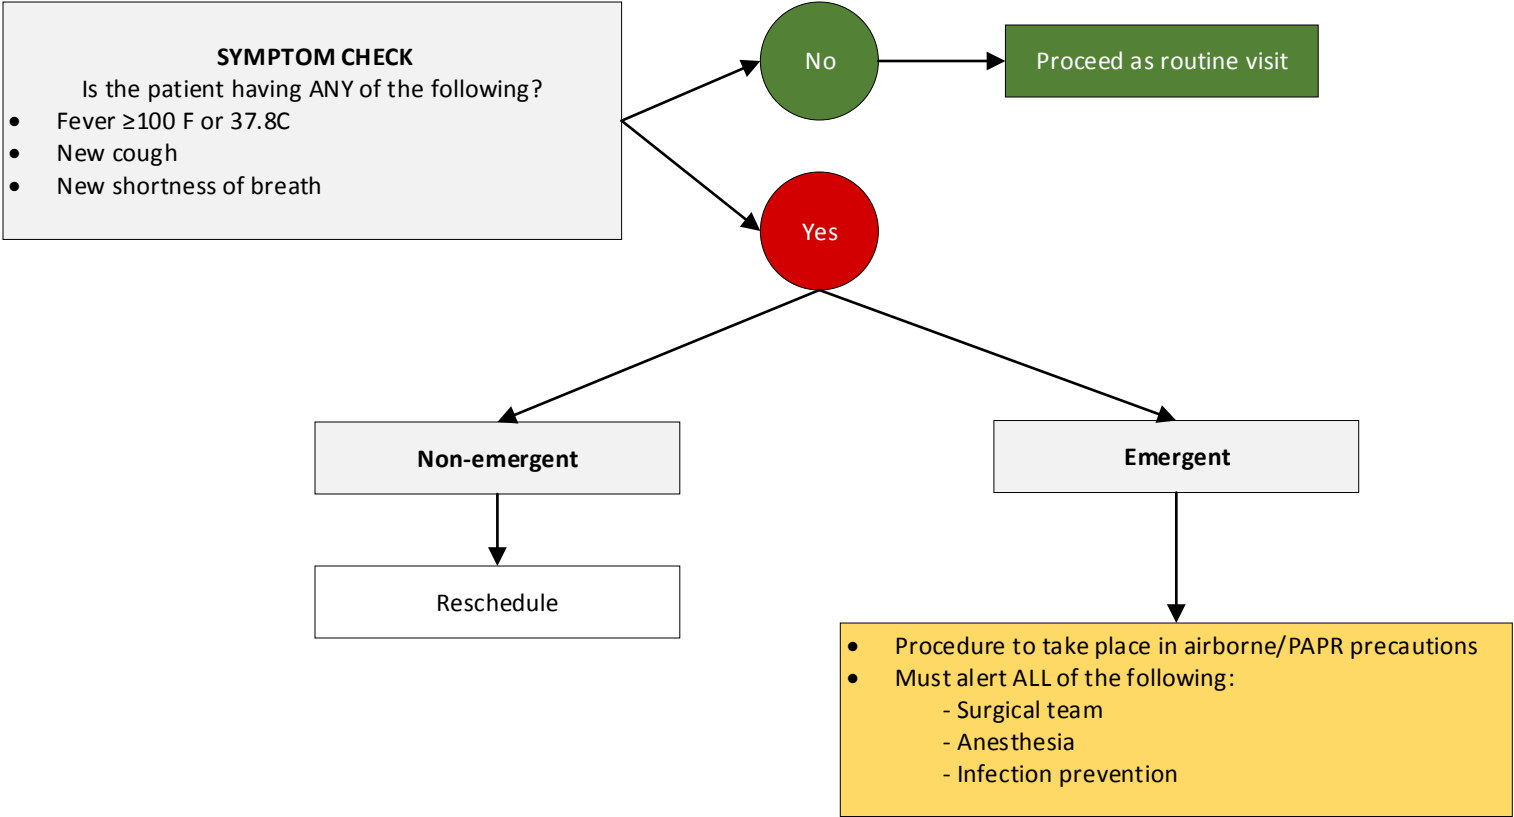 SYMPTOM CHECK
Is the patient having ANY of the following?
• Fever ≥100 F or 37.8C
• New cough
• New shortness of breath
No
Proceed as routine visit
Yes
Non-emergent
Emergent
Reschedule
• Procedure to take place in airborne/PAPR precautions
• Must alert ALL of the following:
- Surgical team
- Anesthesia
- Infection prevention